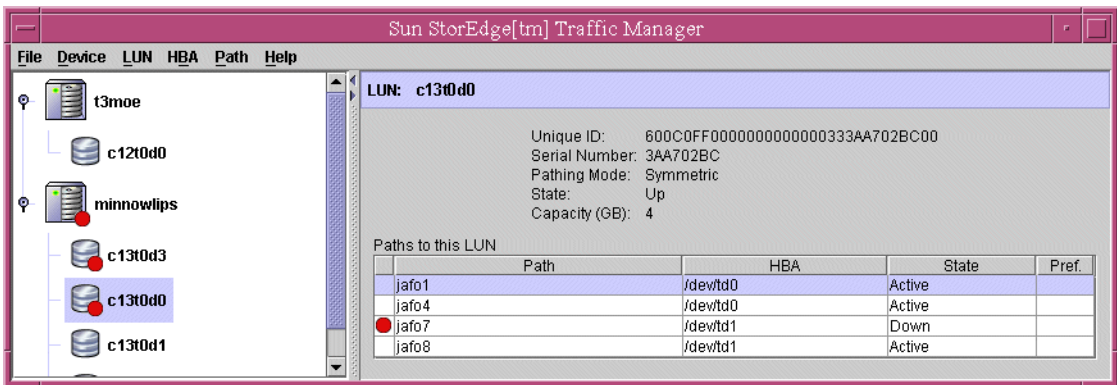 Sun StorEdge[tm] Traffic Manager
File Device LUN HBA Path Help
t3moe
c12t0d0
minnowlips
c13t0d3
c13t0d0
c13t0d1
LUN: c13t0d0
Unique ID: 600C0FF0000000000000333AA702BC00
Serial Number: 3AA702BC
Pathing Mode: Symmetric
State: Up
Capacity (GB): 4
Paths to this LUN
Path HBA State Pref.
jafo1 /dev/td0 Active
jafo4 /dev/td0 Active
jafo7 /dev/td1 Down
jafo8 /dev/td1 Active